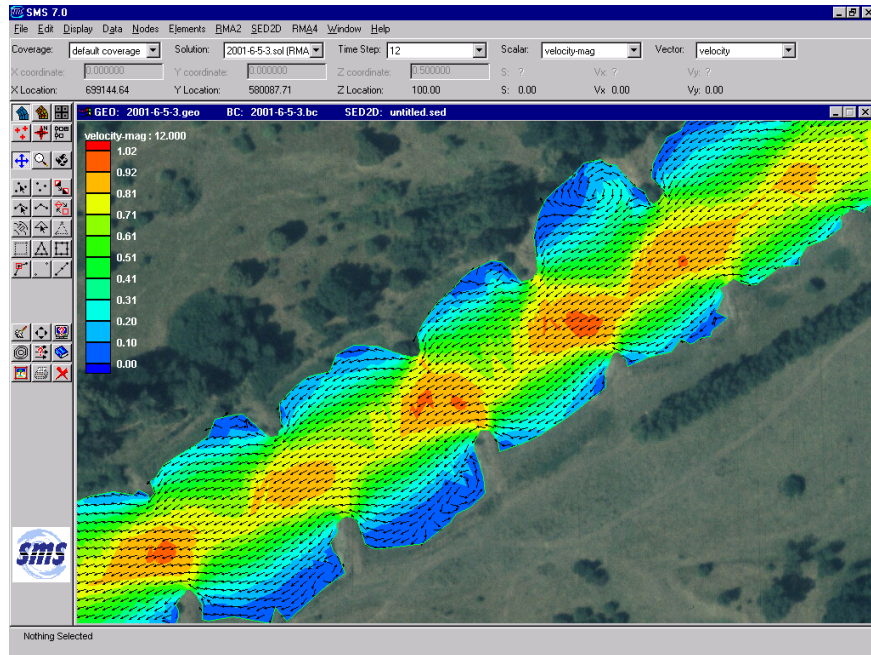 SMS 7.0
File Edit Display Data Nodes Elements RMA2 SED2D RMA4 Window Help
Coverage: default coverage Solution: 2001-6-5-3.sol (RMA Time Step: 12 Scalar: velocity-mag Vector: velocity
X coordinate: 0.000000 Y coordinate: 0.000000 Z coordinate: 0.500000 S: ? Vx: ? Vy: ?
X Location: 699144.64 Y Location: 580087.71 Z Location: 100.00 S: 0.00 Vx 0.00 Vy: 0.00
GEO: 2001-6-5-3.geo BC: 2001-6-5-3.bc SED2D: untitled.sed
velocity-mag : 12.000
1.02
0.92
0.81
0.71
0.61
0.51
0.41
0.31
0.20
0.10
0.00
sms
Nothing Selected